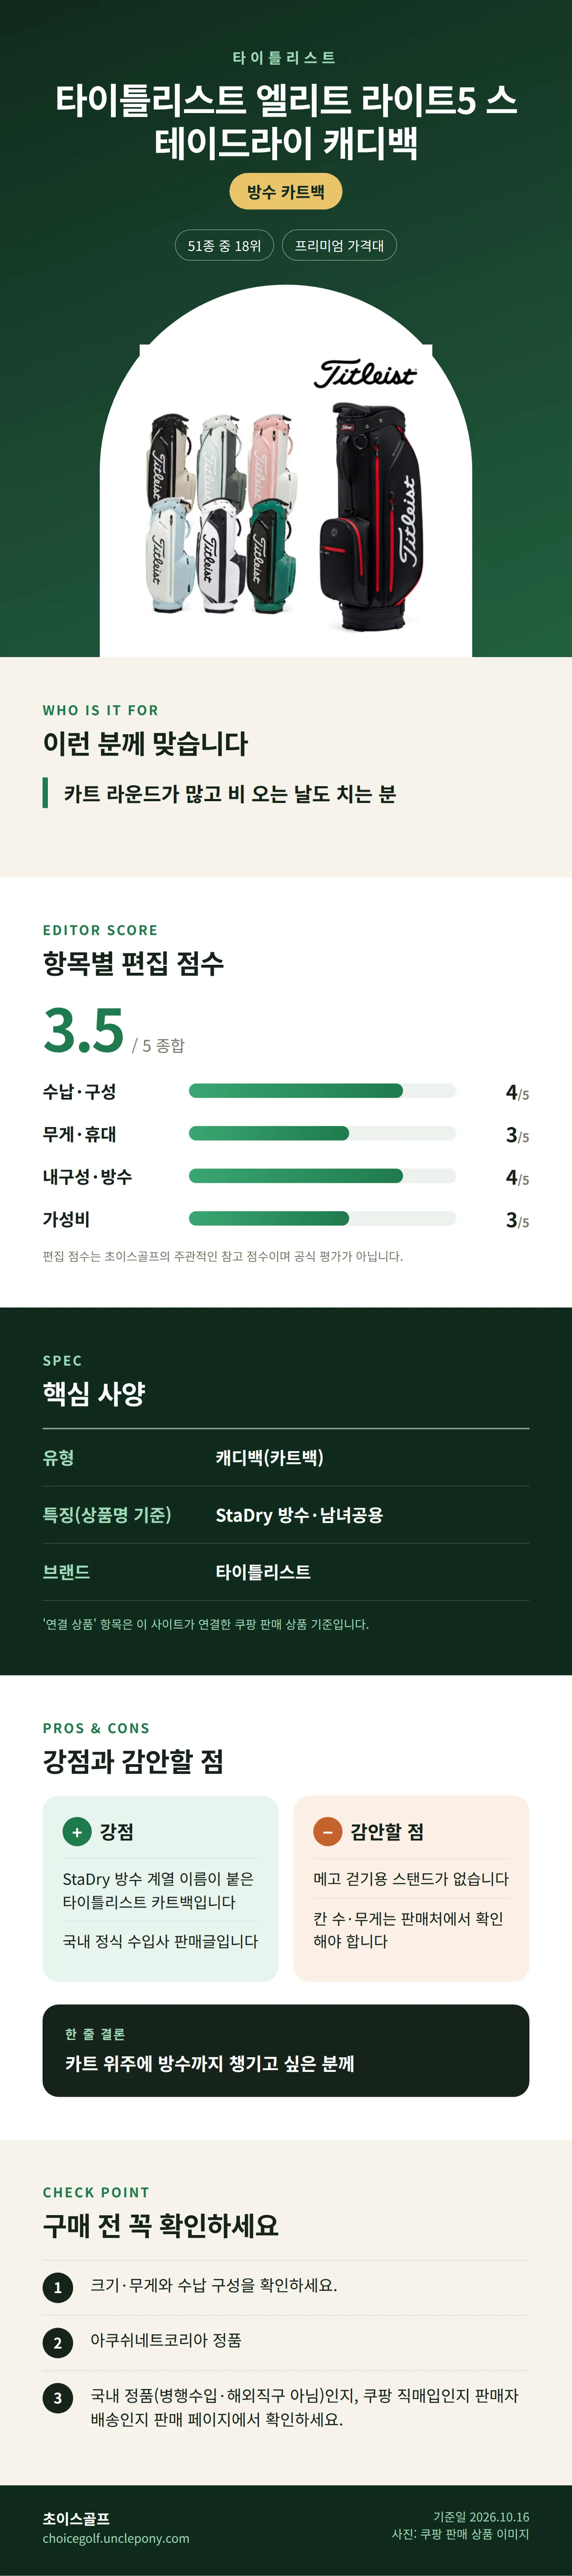 타이틀리스트
타이틀리스트 엘리트 라이트5 스
테이드라이 캐디백
방수 카트백
51종 중 18위
프리미엄 가격대
Titleist
Titleist
Titleist
Titleist
Titleist
Titleist
Titleist
WHO IS IT FOR
이런 분께 맞습니다
카트 라운드가 많고 비 오는 날도 치는 분
EDITOR SCORE
항목별 편집 점수
3.5 / 5 종합
수납·구성 4/5
무게·휴대 3/5
내구성·방수 4/5
가성비 3/5
편집 점수는 초이스골프의 주관적인 참고 점수이며 공식 평가가 아닙니다.
SPEC
핵심 사양
유형 캐디백(카트백)
특징(상품명 기준) StaDry 방수·남녀공용
브랜드 타이틀리스트
'연결 상품' 항목은 이 사이트가 연결한 쿠팡 판매 상품 기준입니다.
PROS & CONS
강점과 감안할 점
+ 강점
StaDry 방수 계열 이름이 붙은
타이틀리스트 카트백입니다
국내 정식 수입사 판매글입니다
− 감안할 점
메고 걷기용 스탠드가 없습니다
칸 수·무게는 판매처에서 확인
해야 합니다
한 줄 결론
카트 위주에 방수까지 챙기고 싶은 분께
CHECK POINT
구매 전 꼭 확인하세요
1 크기·무게와 수납 구성을 확인하세요.
2 아쿠쉬네트코리아 정품
3 국내 정품(병행수입·해외직구 아님)인지, 쿠팡 직매입인지 판매자
배송인지 판매 페이지에서 확인하세요.
초이스골프
choicegolf.unclepony.com
기준일 2026.10.16
사진: 쿠팡 판매 상품 이미지